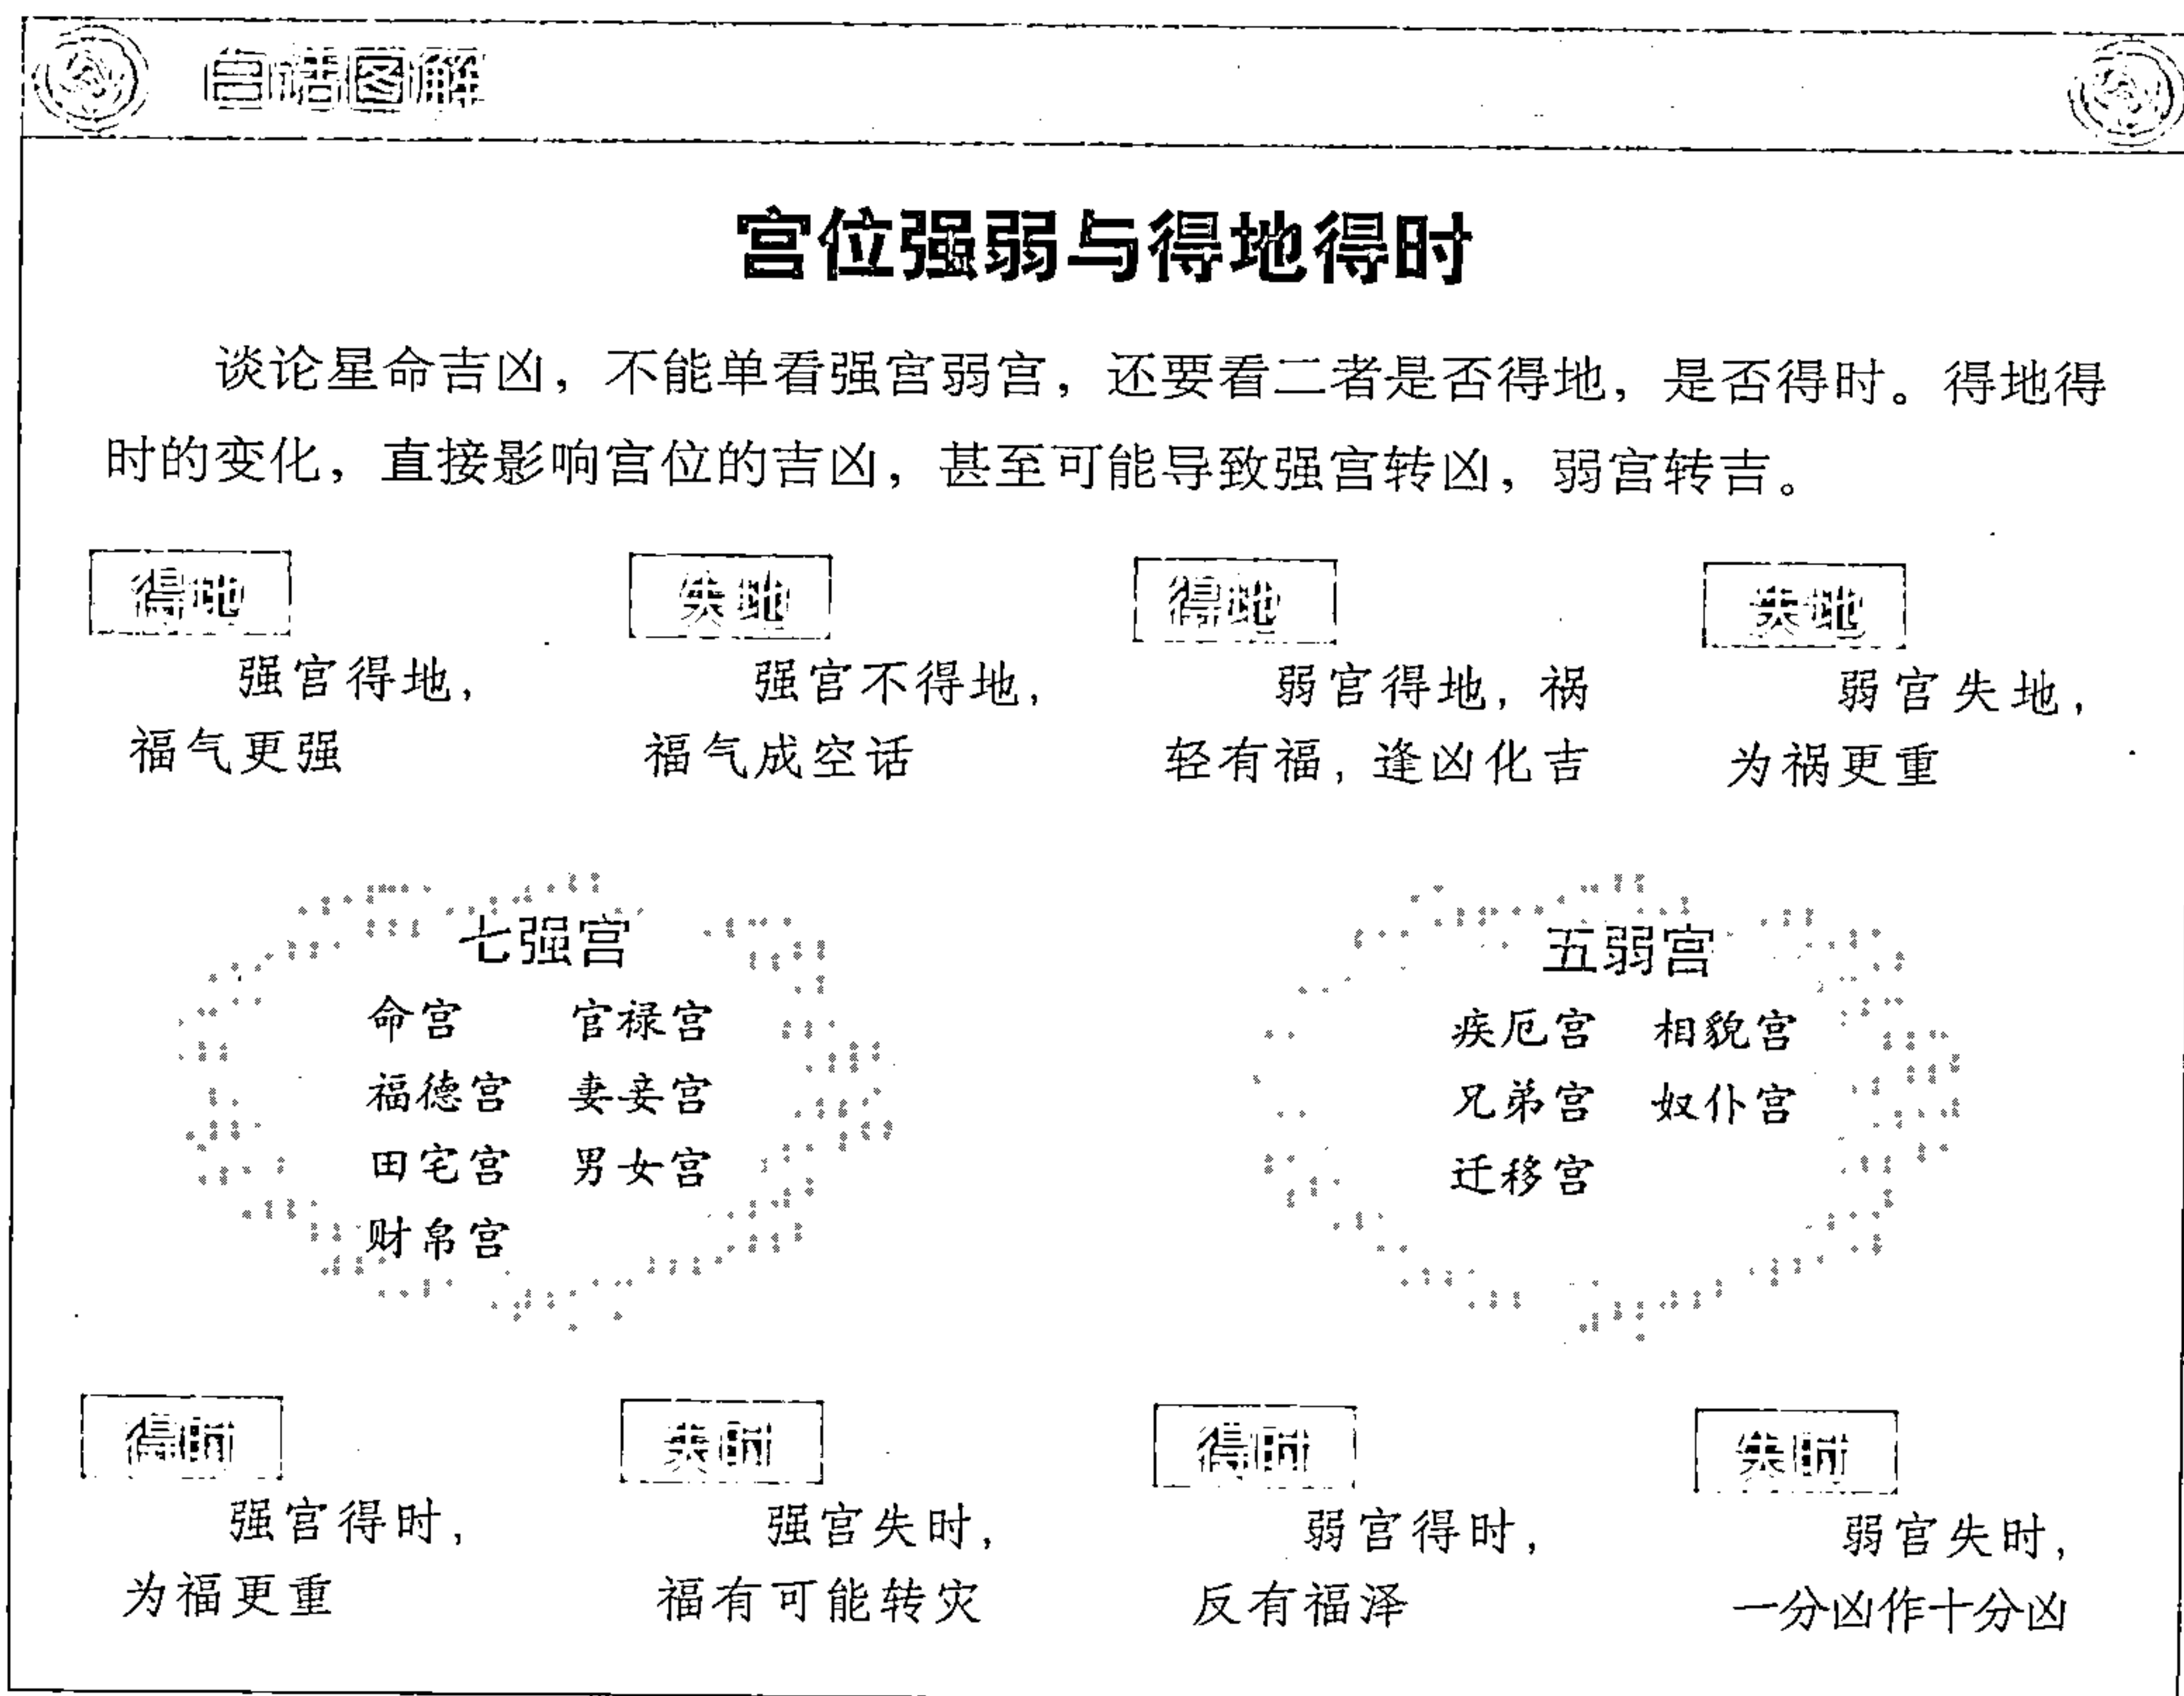 白话图解
宫位强弱与得地得时
谈论星命吉凶，不能单看强宫弱宫，还要看二者是否得地，是否得时。得地得
时的变化，直接影响宫位的吉凶，甚至可能导致强宫转凶，弱宫转吉。
得地
强宫得地，
福气更强
失地
强宫不得地，
福气成空话
得地
弱宫得地，祸
轻有福，逢凶化吉
失地
弱宫失地，
为祸更重
七强宫
命宫 官禄宫
福德宫 妻妾宫
田宅宫 男女宫
财帛宫
五弱宫
疾厄宫 相貌宫
兄弟宫 奴仆宫
迁移宫
得时
强宫得时，
为福更重
失时
强宫失时，
福有可能转灾
得时
弱宫得时，
反有福泽
失时
弱宫失时，
一分凶作十分凶